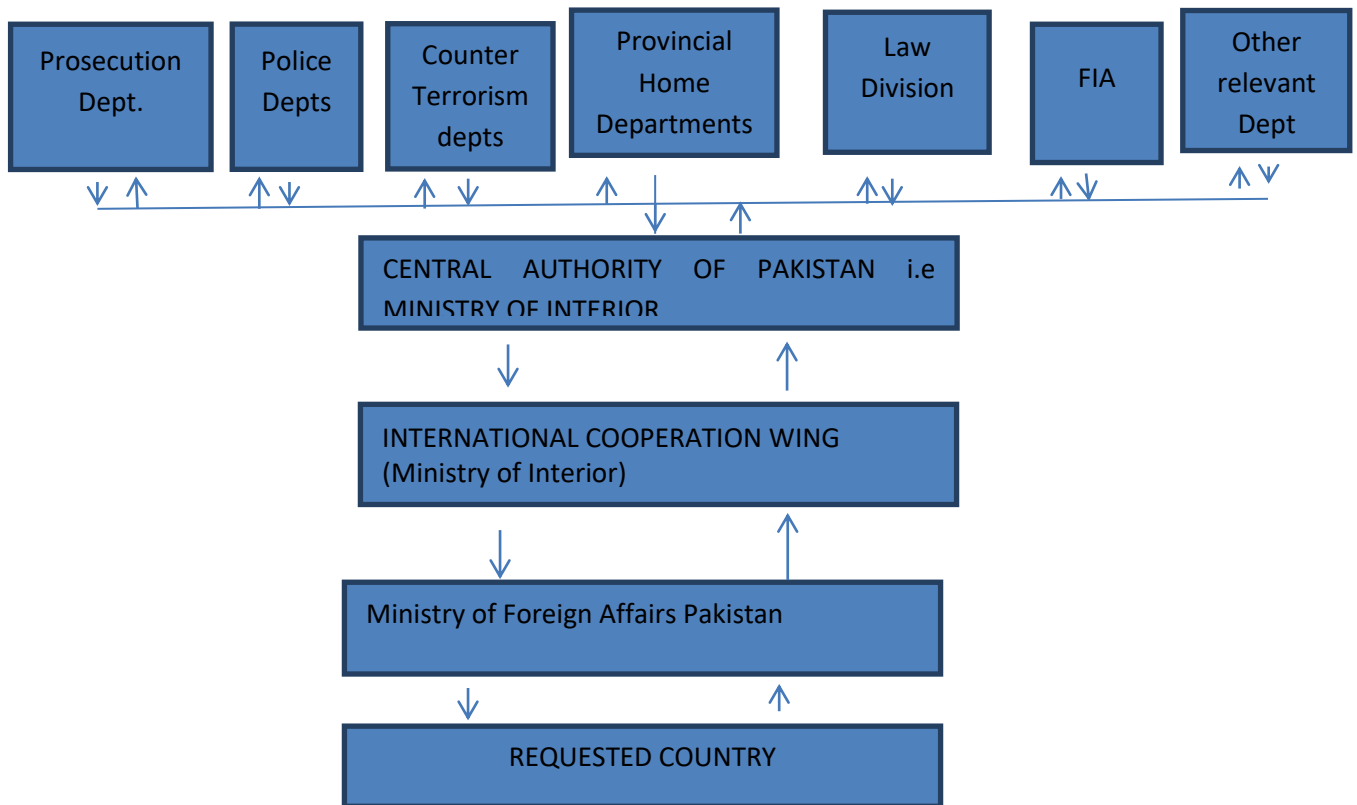 Prosecution
Dept.
Police
Depts
Counter
Terrorism
depts
Provincial
Home
Departments
Law
Division
FIA
Other
relevant
Dept
CENTRAL AUTHORITY OF PAKISTAN i.e
MINISTRY OF INTERIOR
INTERNATIONAL COOPERATION WING
(Ministry of Interior)
Ministry of Foreign Affairs Pakistan
REQUESTED COUNTRY